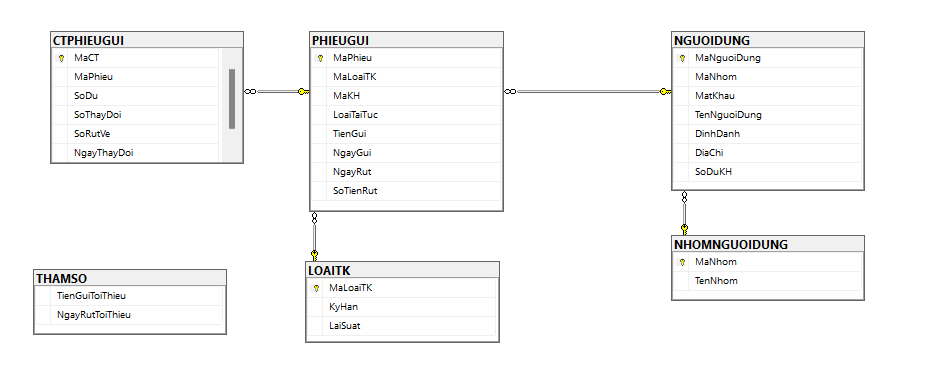 CTPHIEUGUI
MaCT
MaPhieu
SoDu
SoThayDoi
SoRutVe
NgayThayDoi
PHIEUGUI
MaPhieu
MaLoaiTK
MaKH
LoaiTaiTuc
TienGui
NgayGui
NgayRut
SoTienRut
NGUOIDUNG
MaNguoiDung
MaNhom
MatKhau
TenNguoiDung
DinhDanh
DiaChi
SoDuKH
THAMSO
TienGuiToiThieu
NgayRutToiThieu
LOAITK
MaLoaiTK
KyHan
LaiSuat
NHOMNGUOIDUNG
MaNhom
TenNhom